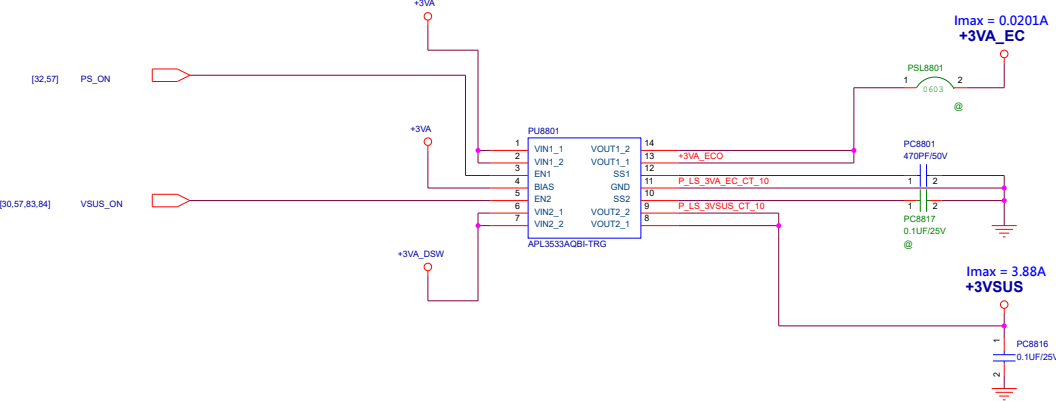 +3VA
Imax = 0.0201A
+3VA_EC
[32,57] PS_ON
PSL8801
1 2
0603
@
+3VA
PU8801
1 VIN1_1 VOUT1_2 14
2 VIN1_2 VOUT1_1 13 +3VA_ECO
3 EN1 SS1 12
4 BIAS GND 11 P_LS_3VA_EC_CT_10
5 EN2 SS2 10
6 VIN2_1 VOUT2_2 9 P_LS_3VSUS_CT_10
7 VIN2_2 VOUT2_1 8
APL3533AQBI-TRG
PC8801
470PF/50V
1 2
1 2
PC8817
0.1UF/25V
@
[30,57,83,84] VSUS_ON
+3VA_DSW
Imax = 3.88A
+3VSUS
1
PC8816
0.1UF/25V
2